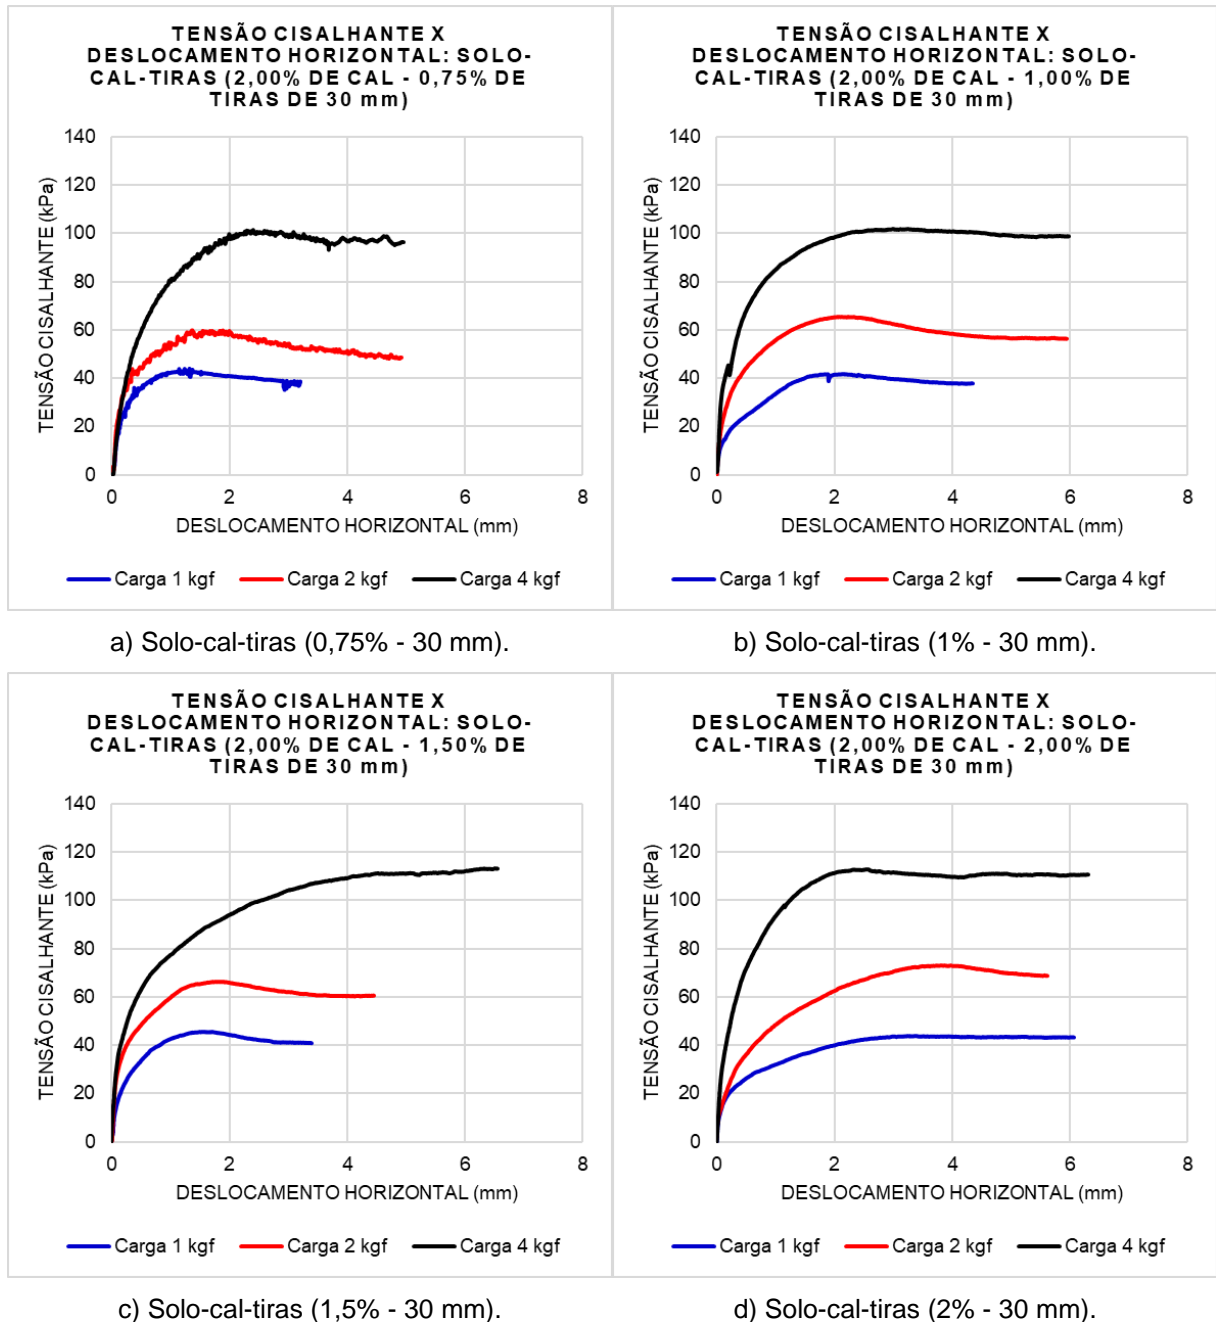 TENSÃO CISALHANTE X
DESLOCAMENTO HORIZONTAL: SOLO-
CAL-TIRAS (2,00% DE CAL - 0,75% DE
TIRAS DE 30 mm)
140
120
100
80
60
40
20
0
TENSÃO CISALHANTE (kPa)
0 2 4 6 8
DESLOCAMENTO HORIZONTAL (mm)
Carga 1 kgf Carga 2 kgf Carga 4 kgf
a) Solo-cal-tiras (0,75% - 30 mm).
TENSÃO CISALHANTE X
DESLOCAMENTO HORIZONTAL: SOLO-
CAL-TIRAS (2,00% DE CAL - 1,00% DE
TIRAS DE 30 mm)
140
120
100
80
60
40
20
0
TENSÃO CISALHANTE (kPa)
0 2 4 6 8
DESLOCAMENTO HORIZONTAL (mm)
Carga 1 kgf Carga 2 kgf Carga 4 kgf
b) Solo-cal-tiras (1% - 30 mm).
TENSÃO CISALHANTE X
DESLOCAMENTO HORIZONTAL: SOLO-
CAL-TIRAS (2,00% DE CAL - 1,50% DE
TIRAS DE 30 mm)
140
120
100
80
60
40
20
0
TENSÃO CISALHANTE (kPa)
0 2 4 6 8
DESLOCAMENTO HORIZONTAL (mm)
Carga 1 kgf Carga 2 kgf Carga 4 kgf
c) Solo-cal-tiras (1,5% - 30 mm).
TENSÃO CISALHANTE X
DESLOCAMENTO HORIZONTAL: SOLO-
CAL-TIRAS (2,00% DE CAL - 2,00% DE
TIRAS DE 30 mm)
140
120
100
80
60
40
20
0
TENSÃO CISALHANTE (kPa)
0 2 4 6 8
DESLOCAMENTO HORIZONTAL (mm)
Carga 1 kgf Carga 2 kgf Carga 4 kgf
d) Solo-cal-tiras (2% - 30 mm).